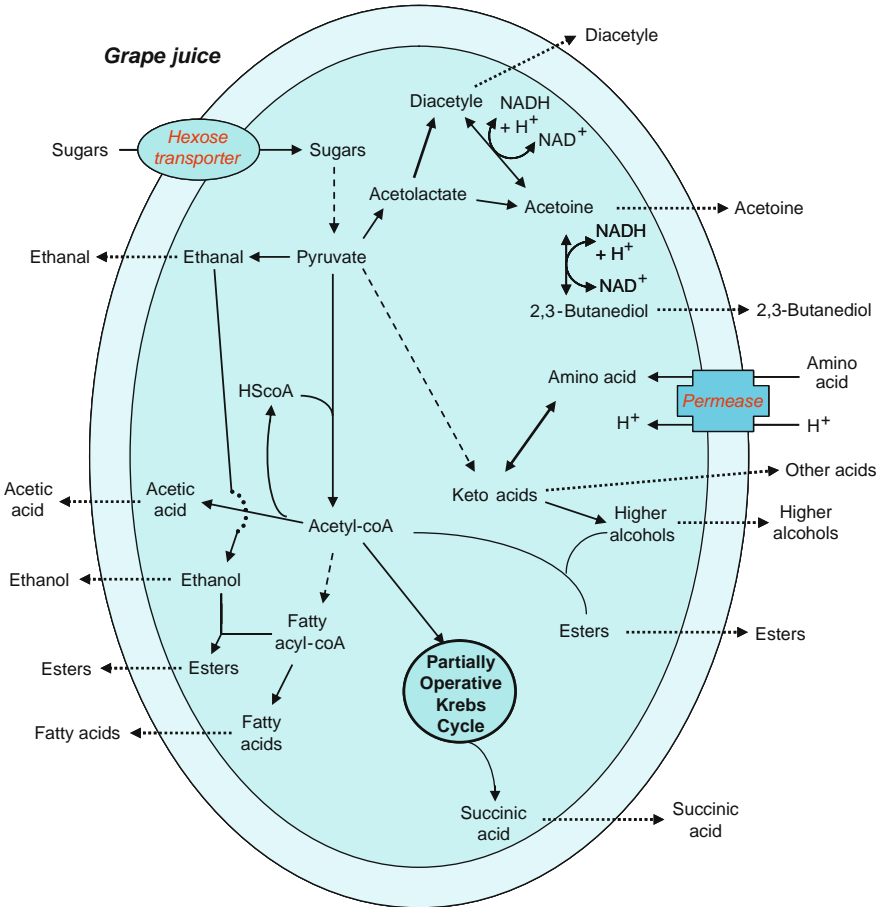 Grape juice
Diacetyle
Diacetyle
NADH
+ H+
NAD+
Sugars
Hexose
transporter
Sugars
Acetolactate
Acetoine
Acetoine
Ethanal
Ethanal
Pyruvate
NADH
+ H+
NAD+
2,3-Butanediol
2,3-Butanediol
HScoA
Amino acid
Permease
Amino
acid
H+
H+
Acetic
acid
Acetic
acid
Acetyl-coA
Keto acids
Other acids
Higher
alcohols
Higher
alcohols
Ethanol
Ethanol
Fatty
acyl-coA
Esters
Esters
Esters
Esters
Partially
Operative
Krebs
Cycle
Fatty acids
Fatty
acids
Succinic
acid
Succinic
acid